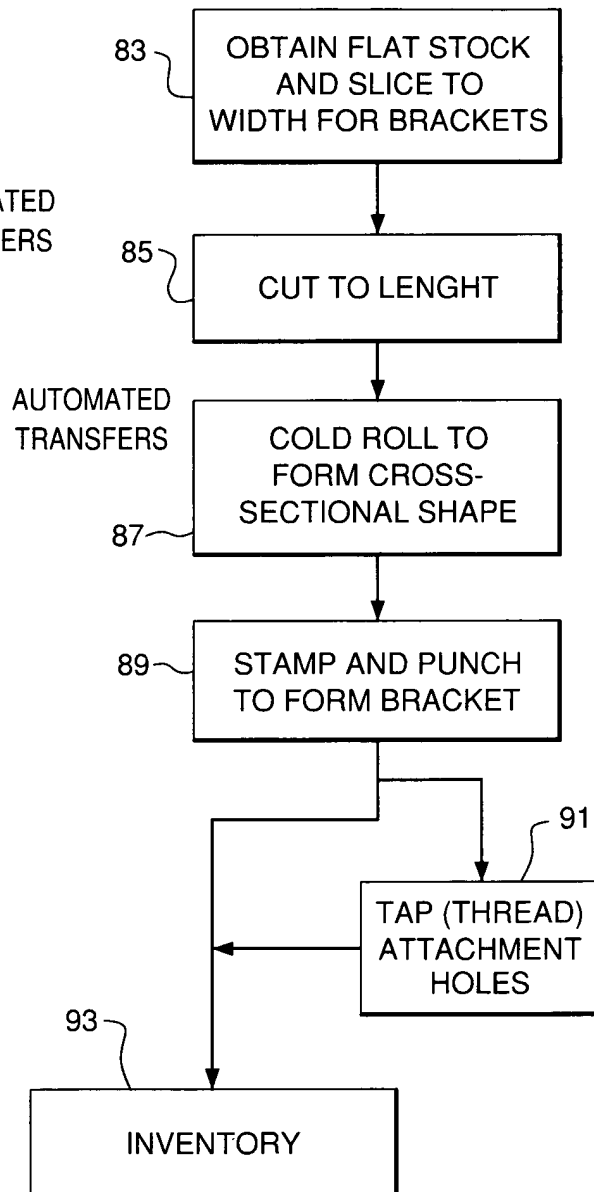 83
OBTAIN FLAT STOCK
AND SLICE TO
WIDTH FOR BRACKETS
ATED
ERS
85
CUT TO LENGHT
AUTOMATED
TRANSFERS
COLD ROLL TO
FORM CROSS-
SECTIONAL SHAPE
87
89
STAMP AND PUNCH
TO FORM BRACKET
91
TAP (THREAD)
ATTACHMENT
HOLES
93
INVENTORY